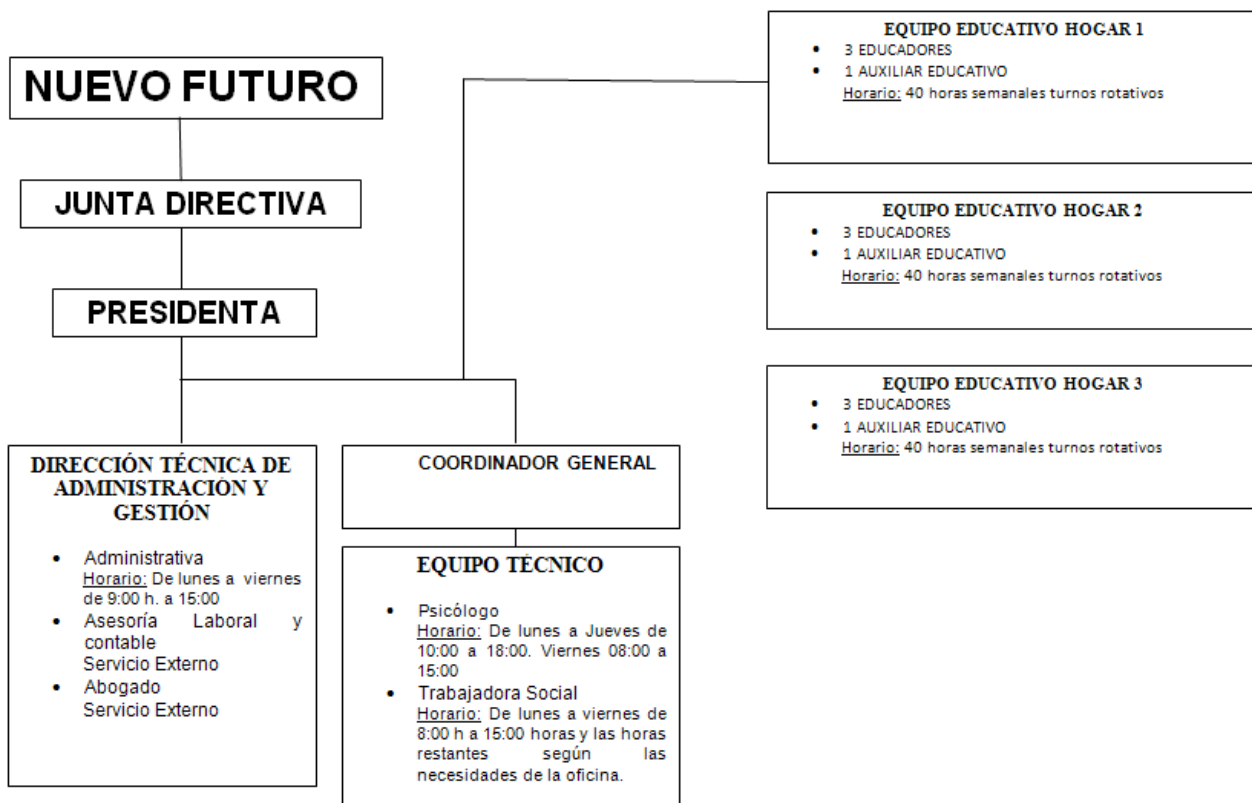 NUEVO FUTURO
JUNTA DIRECTIVA
PRESIDENTA
DIRECCIÓN TÉCNICA DE
ADMINISTRACIÓN Y
GESTIÓN
• Administrativa
Horario: De lunes a viernes
de 9:00 h. a 15:00
• Asesoría Laboral y
contable
Servicio Externo
• Abogado
Servicio Externo
COORDINADOR GENERAL
EQUIPO TÉCNICO
• Psicólogo
Horario: De lunes a Jueves de
10:00 a 18:00. Viernes 08:00 a
15:00
• Trabajadora Social
Horario: De lunes a viernes de
8:00 h a 15:00 horas y las horas
restantes según las
necesidades de la oficina.
EQUIPO EDUCATIVO HOGAR 1
• 3 EDUCADORES
• 1 AUXILIAR EDUCATIVO
Horario: 40 horas semanales turnos rotativos
EQUIPO EDUCATIVO HOGAR 2
• 3 EDUCADORES
• 1 AUXILIAR EDUCATIVO
Horario: 40 horas semanales turnos rotativos
EQUIPO EDUCATIVO HOGAR 3
• 3 EDUCADORES
• 1 AUXILIAR EDUCATIVO
Horario: 40 horas semanales turnos rotativos